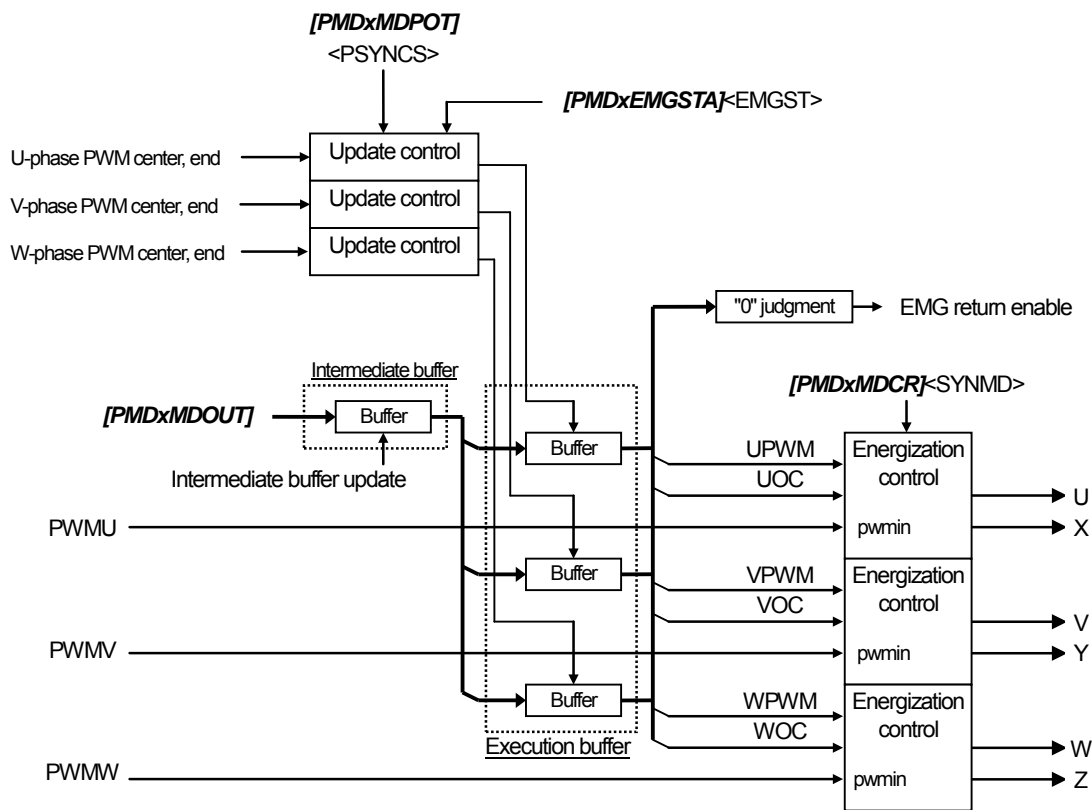 [PMDxMDPOT]
<PSYNCS>
[PMDxEMGSTA]<EMGST>
U-phase PWM center, end
Update control
V-phase PWM center, end
Update control
W-phase PWM center, end
Update control
"0" judgment
EMG return enable
Intermediate buffer
[PMDxMDCR]<SYNMD>
[PMDxMDOUT]
Buffer
Intermediate buffer update
Buffer
UPWM
UOC
Energization
control
U
PWMU
pwmin
X
Buffer
VPWM
VOC
Energization
control
V
PWMV
pwmin
Y
Buffer
WPWM
WOC
Energization
control
Execution buffer
W
PWMW
pwmin
Z